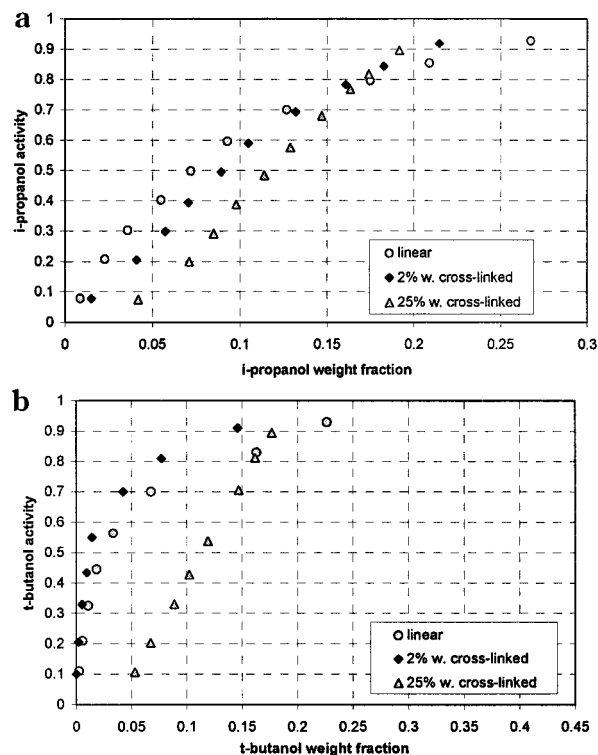 a
1
0.9
0.8
0.7
0.6
0.5
0.4
0.3
0.2
0.1
0
i-propanol activity
0 0.05 0.1 0.15 0.2 0.25 0.3
i-propanol weight fraction
linear
2% w. cross-linked
25% w. cross-linked
b
1
0.9
0.8
0.7
0.6
0.5
0.4
0.3
0.2
0.1
0
t-butanol activity
0 0.05 0.1 0.15 0.2 0.25 0.3 0.35 0.4 0.45
t-butanol weight fraction
linear
2% w. cross-linked
25% w. cross-linked